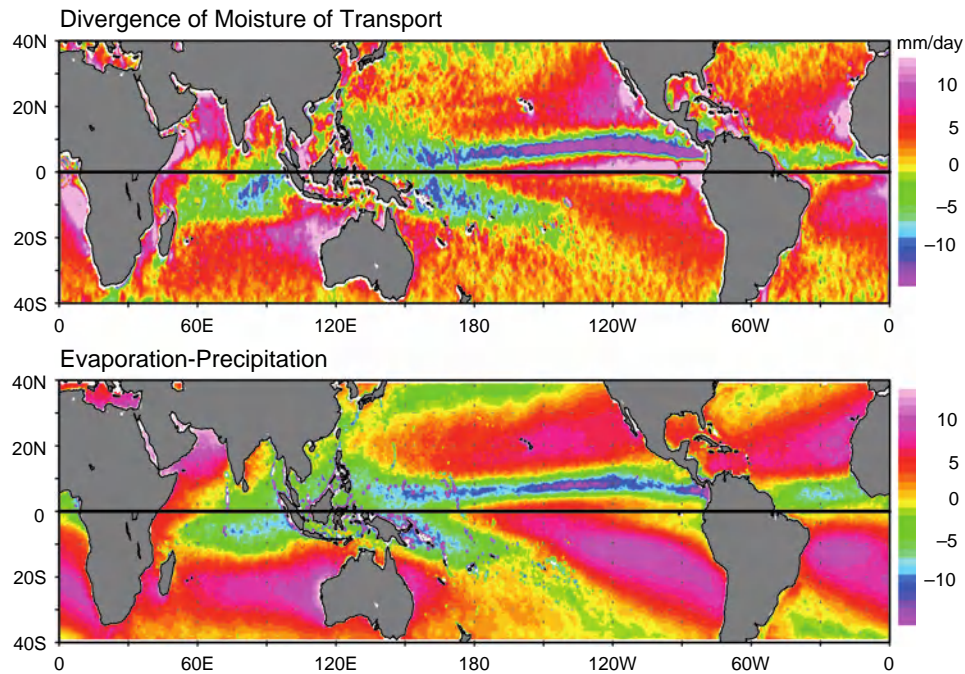 Divergence of Moisture of Transport
mm/day
40N
20N
0
20S
40S
10
5
0
−5
−10
0 60E 120E 180 120W 60W 0
Evaporation-Precipitation
40N
20N
0
20S
40S
10
5
0
−5
−10
0 60E 120E 180 120W 60W 0